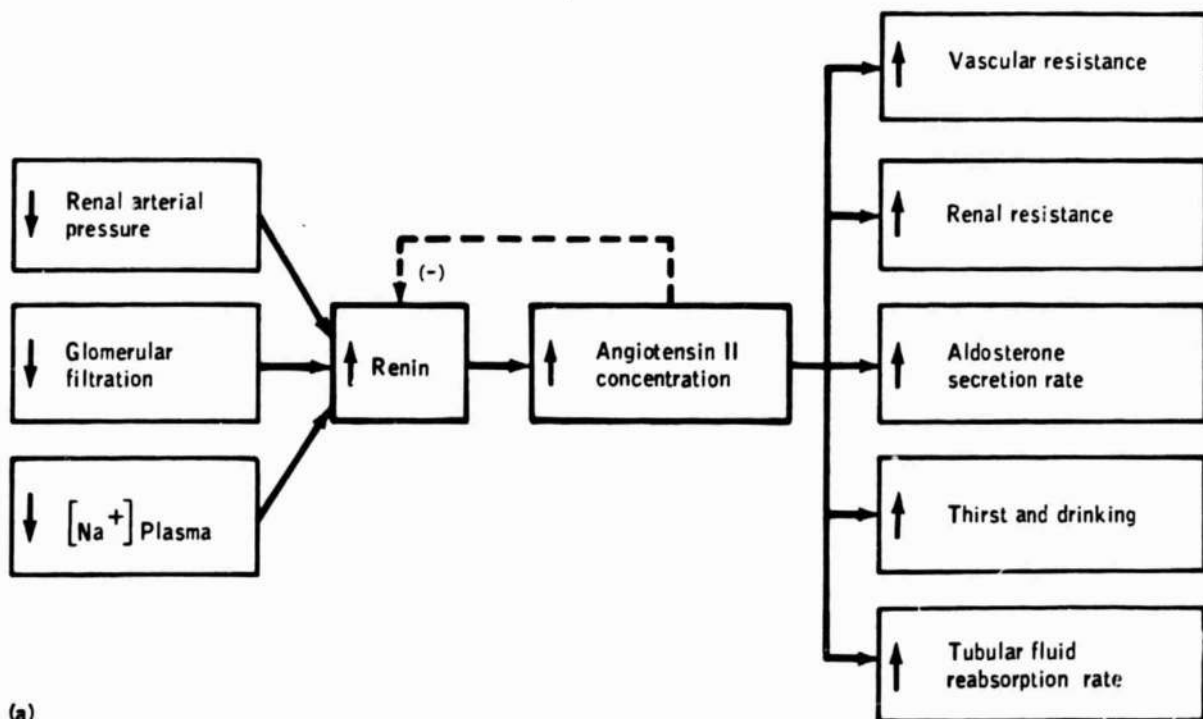 Renal arterial
pressure
Glomerular
filtration
[Na+] Plasma
(-)
Renin
Angiotensin II
concentration
Vascular resistance
Renal resistance
Aldosterone
secretion rate
Thirst and drinking
Tubular fluid
reabsorption rate
(a)